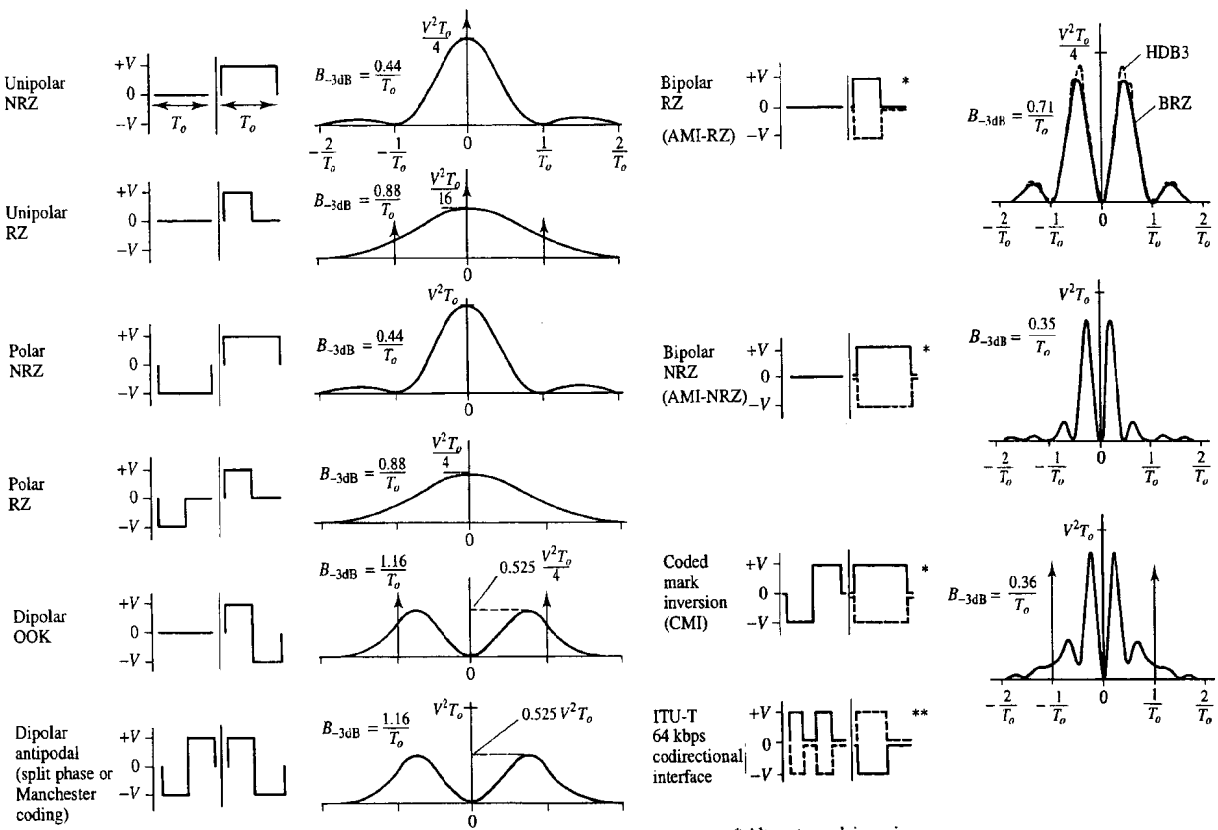 Unipolar
NRZ
+V
0
−V
T_o
T_o
B_−3dB = 0.44/T_o
V²T_o/4
−2/T_o
−1/T_o
0
1/T_o
2/T_o
Unipolar
RZ
+V
0
−V
B_−3dB = 0.88/T_o
V²T_o/16
0
Polar
NRZ
+V
0
−V
B_−3dB = 0.44/T_o
V²T_o
0
Polar
RZ
+V
0
−V
B_−3dB = 0.88/T_o
V²T_o/4
0
Dipolar
OOK
+V
0
−V
B_−3dB = 1.16/T_o
0.525 V²T_o/4
0
Dipolar
antipodal
(split phase or
Manchester
coding)
+V
0
−V
B_−3dB = 1.16/T_o
V²T_o
0.525 V²T_o
0
Bipolar
RZ
(AMI-RZ)
+V
0
−V
*
B_−3dB = 0.71/T_o
V²T_o/4
HDB3
BRZ
−2/T_o
−1/T_o
0
1/T_o
2/T_o
Bipolar
NRZ
(AMI-NRZ)
+V
0
−V
*
B_−3dB = 0.35/T_o
V²T_o
−2/T_o
−1/T_o
0
1/T_o
2/T_o
Coded
mark
inversion
(CMI)
+V
0
−V
*
B_−3dB = 0.36/T_o
V²T_o
−2/T_o
−1/T_o
0
1/T_o
2/T_o
ITU-T
64 kbps
codirectional
interface
+V
0
−V
**